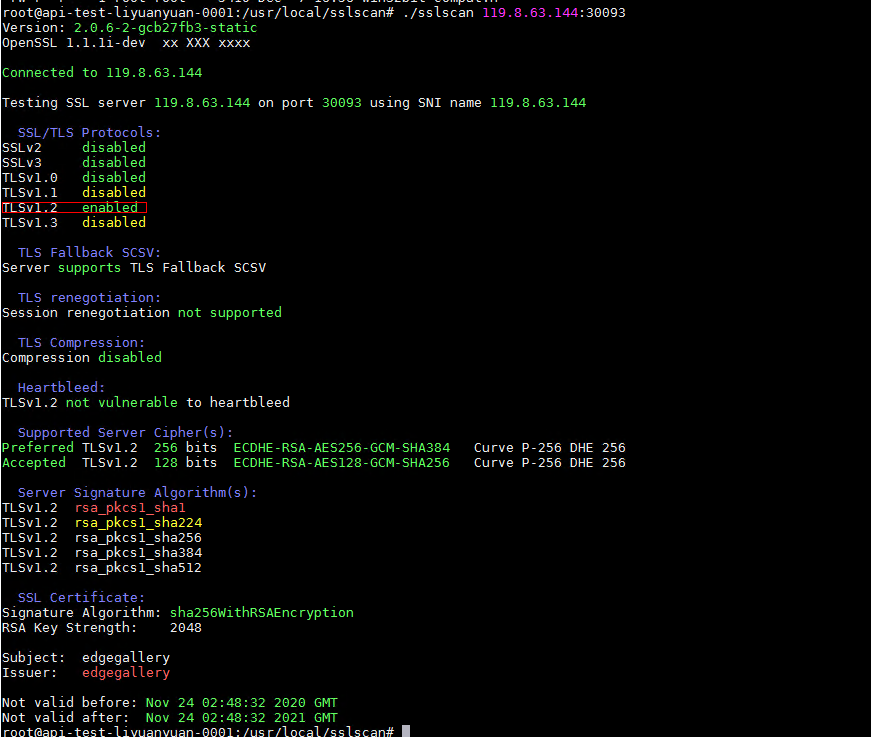 root@api-test-liyuanyuan-0001:/usr/local/sslscan# ./sslscan 119.8.63.144:30093
Version: 2.0.6-2-gcb27fb3-static
OpenSSL 1.1.1i-dev  xx XXX xxxx
Connected to 119.8.63.144
Testing SSL server 119.8.63.144 on port 30093 using SNI name 119.8.63.144
SSL/TLS Protocols:
SSLv2     disabled
SSLv3     disabled
TLSv1.0   disabled
TLSv1.1   disabled
TLSv1.2   enabled
TLSv1.3   disabled
TLS Fallback SCSV:
Server supports TLS Fallback SCSV
TLS renegotiation:
Session renegotiation not supported
TLS Compression:
Compression disabled
Heartbleed:
TLSv1.2 not vulnerable to heartbleed
Supported Server Cipher(s):
Preferred TLSv1.2  256 bits  ECDHE-RSA-AES256-GCM-SHA384   Curve P-256 DHE 256
Accepted  TLSv1.2  128 bits  ECDHE-RSA-AES128-GCM-SHA256   Curve P-256 DHE 256
Server Signature Algorithm(s):
TLSv1.2  rsa_pkcs1_sha1
TLSv1.2  rsa_pkcs1_sha224
TLSv1.2  rsa_pkcs1_sha256
TLSv1.2  rsa_pkcs1_sha384
TLSv1.2  rsa_pkcs1_sha512
SSL Certificate:
Signature Algorithm: sha256WithRSAEncryption
RSA Key Strength:    2048
Subject:  edgegallery
Issuer:   edgegallery
Not valid before: Nov 24 02:48:32 2020 GMT
Not valid after:  Nov 24 02:48:32 2021 GMT
root@api-test-liyuanyuan-0001:/usr/local/sslscan#